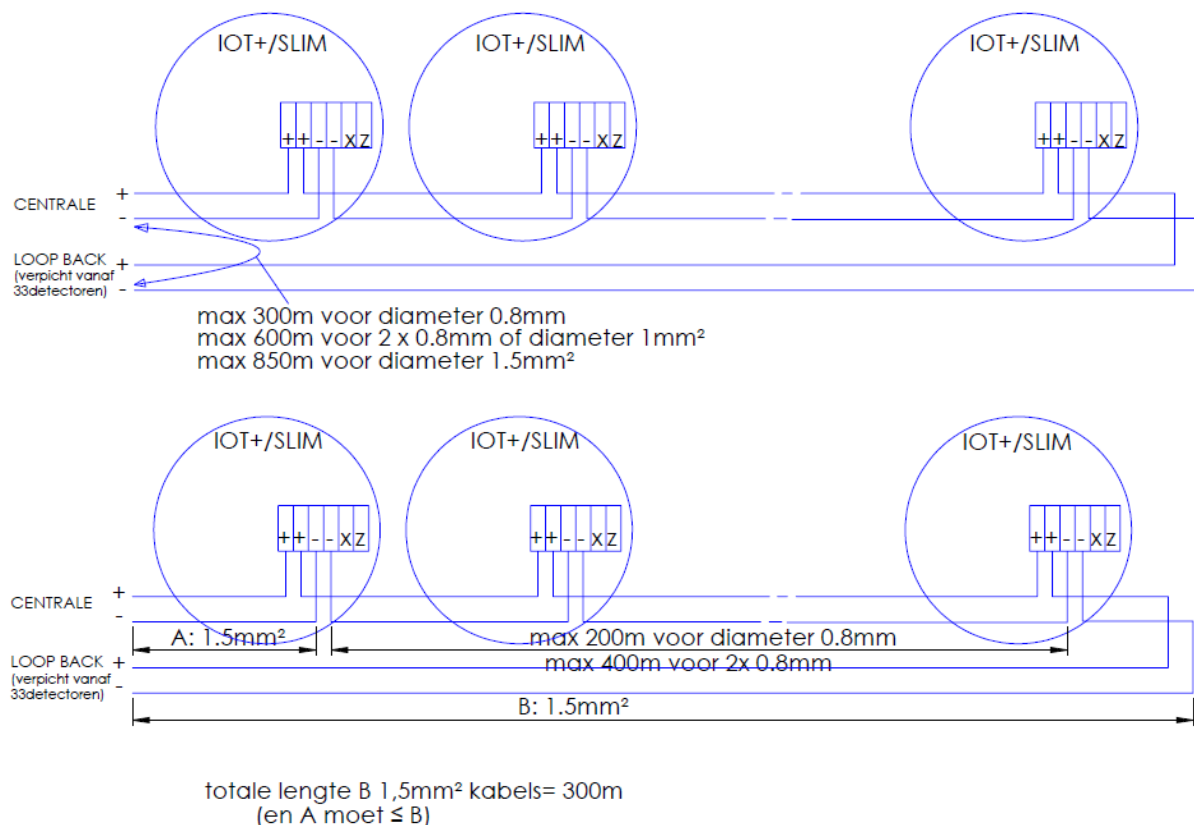 IOT+/SLIM IOT+/SLIM IOT+/SLIM
++--XZ ++--XZ ++--XZ
CENTRALE +
-
LOOP BACK +
(verpicht vanaf
33detectoren) -
max 300m voor diameter 0.8mm
max 600m voor 2 x 0.8mm of diameter 1mm²
max 850m voor diameter 1.5mm²
IOT+/SLIM IOT+/SLIM IOT+/SLIM
++--XZ ++--XZ ++--XZ
CENTRALE +
-
A: 1.5mm² max 200m voor diameter 0.8mm
LOOP BACK + max 400m voor 2x 0.8mm
(verpicht vanaf
33detectoren) -
B: 1.5mm²
totale lengte B 1,5mm² kabels= 300m
(en A moet ≤ B)